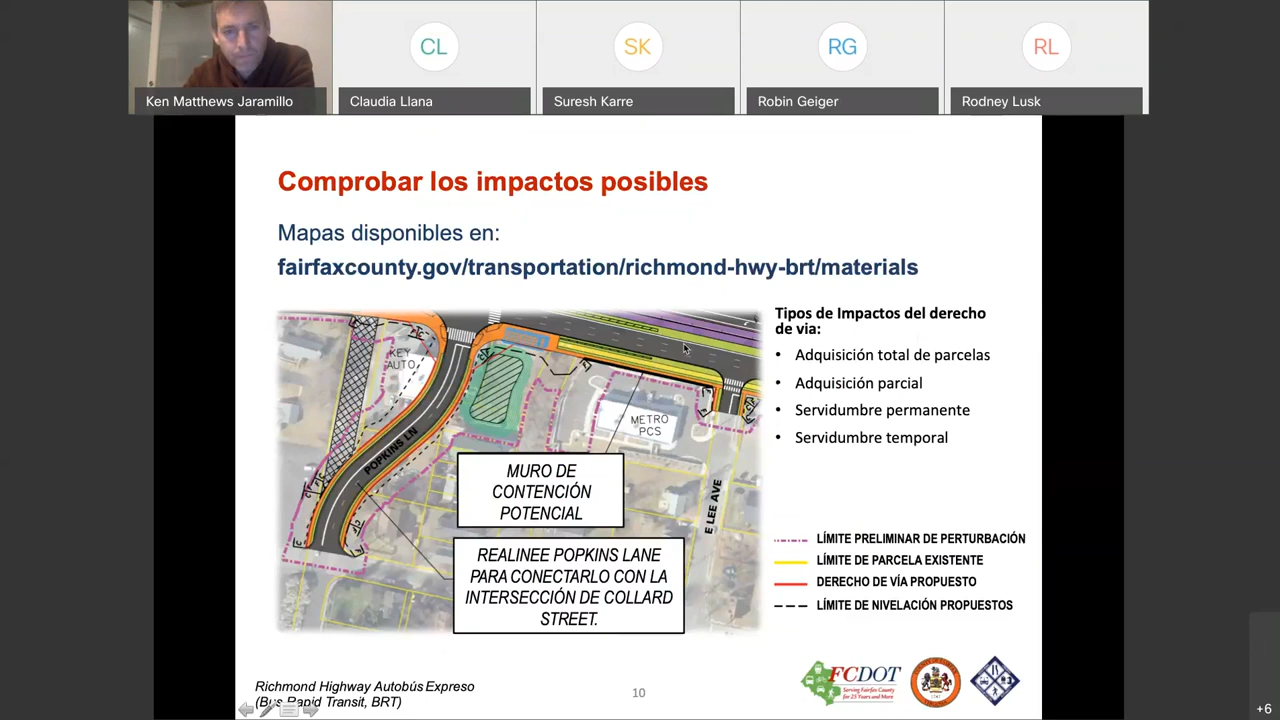 CL
SK
RG
RL
Ken Matthews Jaramillo
Claudia Llana
Suresh Karre
Robin Geiger
Rodney Lusk
Comprobar los impactos posibles
Mapas disponibles en:
fairfaxcounty.gov/transportation/richmond-hwy-brt/materials
KEY
AUTO
METRO
PCS
POPKINS LN
E LEE AVE
MURO DE
CONTENCIÓN
POTENCIAL
REALINEE POPKINS LANE
PARA CONECTARLO CON LA
INTERSECCIÓN DE COLLARD
STREET.
Tipos de Impactos del derecho
de via:
• Adquisición total de parcelas
• Adquisición parcial
• Servidumbre permanente
• Servidumbre temporal
LÍMITE PRELIMINAR DE PERTURBACIÓN
LÍMITE DE PARCELA EXISTENTE
DERECHO DE VÍA PROPUESTO
LÍMITE DE NIVELACIÓN PROPUESTOS
Richmond Highway Autobús Expreso
(Bus Rapid Transit, BRT)
10
FCDOT
Serving Fairfax County
for 25 Years and More
+6